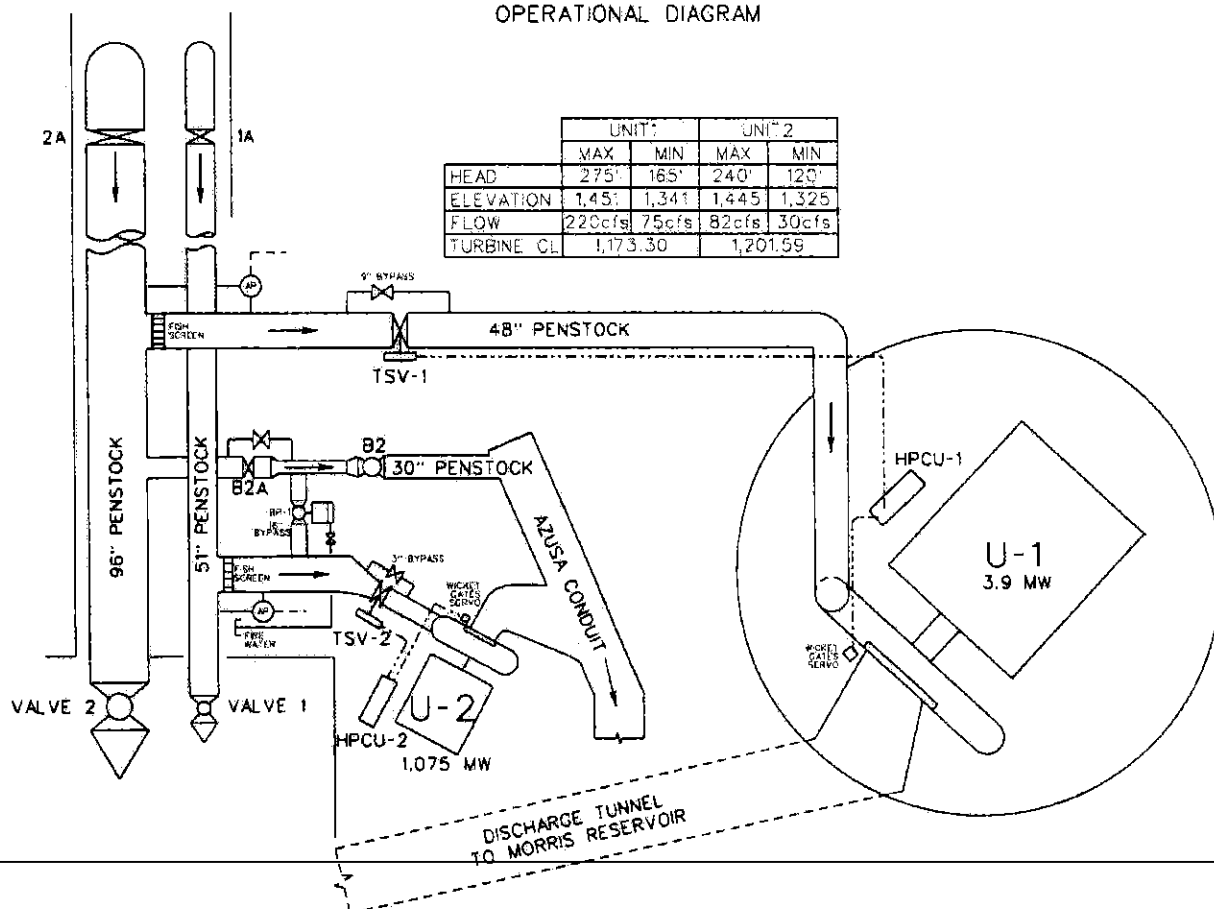 OPERATIONAL DIAGRAM
2A
1A
UNIT 1 UNIT 2
MAX MIN MAX MIN
HEAD 275' 165' 240' 120'
ELEVATION 1,451 1,341 1,445 1,325
FLOW 220cfs 75cfs 82cfs 30cfs
TURBINE CL 1,173.30 1,201.59
AP
9" BYPASS
FISH
SCREEN
48" PENSTOCK
TSV-1
96" PENSTOCK
51" PENSTOCK
B2
30" PENSTOCK
B2A
HPCU-1
BYPASS
AZUSA CONDUIT
U-1
3.9 MW
FISH
SCREEN
3" BYPASS
WICKET
GATES
SERVO
AP
FIRE
WATER
TSV-2
WICKET
GATES
SERVO
VALVE 2
VALVE 1
U-2
HPCU-2
1,075 MW
DISCHARGE TUNNEL
TO MORRIS RESERVOIR